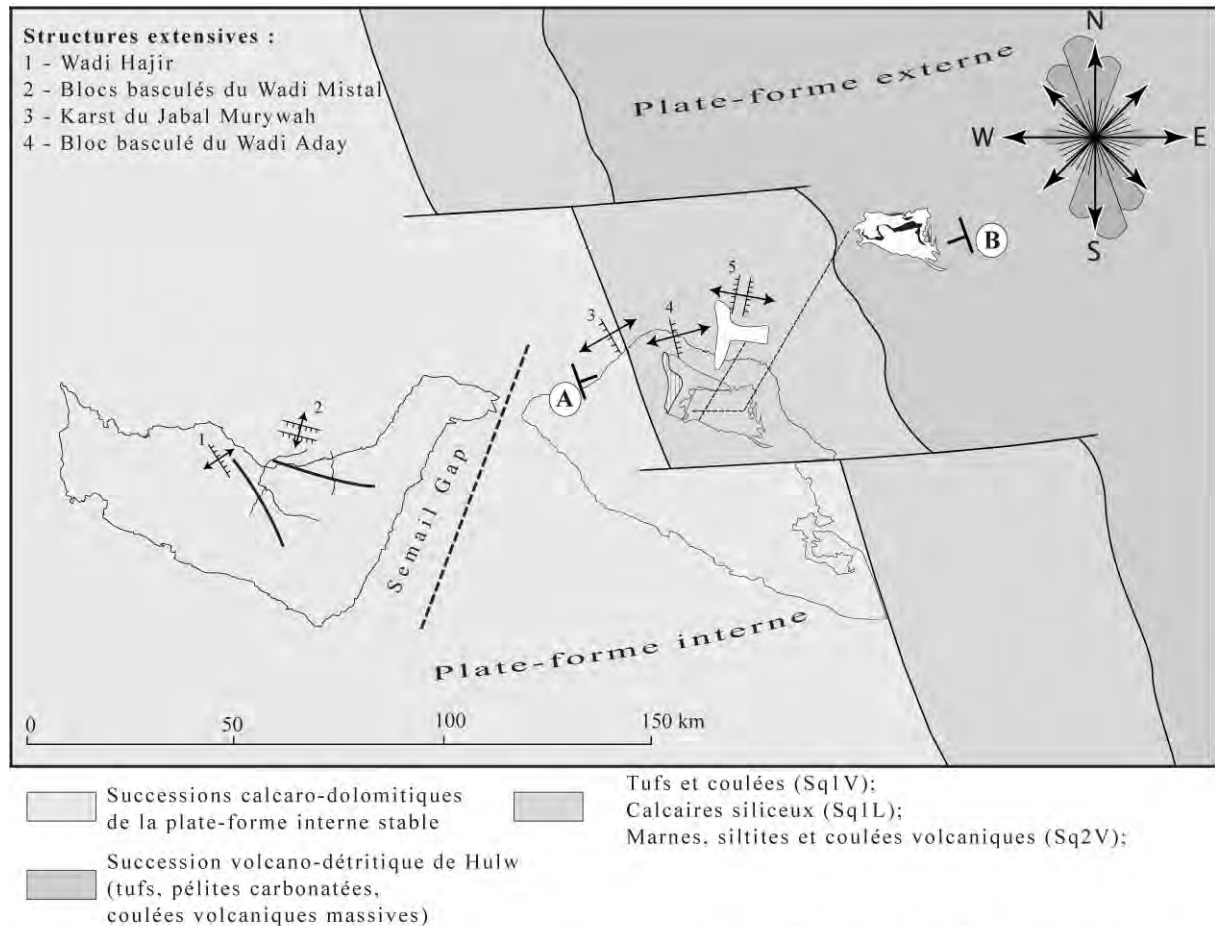 Structures extensives :
1 - Wadi Hajir
2 - Blocs basculés du Wadi Mistal
3 - Karst du Jabal Murywah
4 - Bloc basculé du Wadi Aday
Plate-forme externe
N
W
E
S
B
5
4
3
A
2
1
Semail Gap
Plate-forme interne
0
50
100
150 km
Successions calcaro-dolomitiques
de la plate-forme interne stable
Succession volcano-détritique de Hulw
(tufs, pélites carbonatées,
coulées volcaniques massives)
Tufs et coulées (Sq1V);
Calcaires siliceux (Sq1L);
Marnes, siltites et coulées volcaniques (Sq2V);